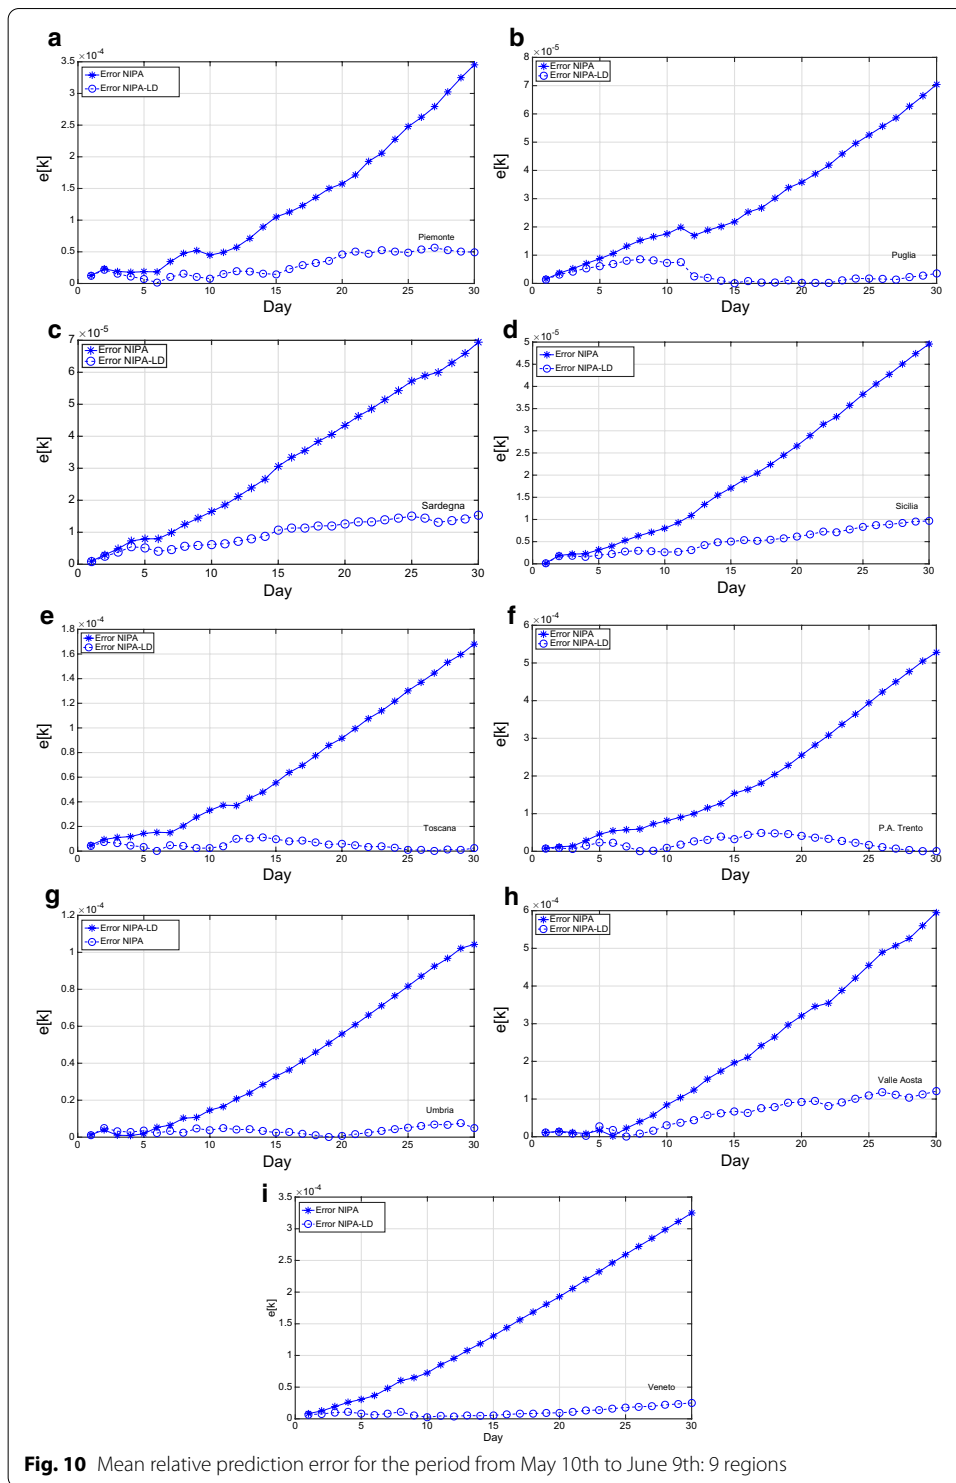 a
×10⁻⁴
3.5
3
2.5
2
1.5
1
0.5
0
e[k]
Error NIPA
Error NIPA-LD
Piemonte
0 5 10 15 20 25 30
Day
b
×10⁻⁵
8
7
6
5
4
3
2
1
0
e[k]
Error NIPA
Error NIPA-LD
Puglia
0 5 10 15 20 25 30
Day
c
×10⁻⁵
7
6
5
4
3
2
1
0
e[k]
Error NIPA
Error NIPA-LD
Sardegna
0 5 10 15 20 25 30
Day
d
×10⁻⁵
5
4.5
4
3.5
3
2.5
2
1.5
1
0.5
0
e[k]
Error NIPA
Error NIPA-LD
Sicilia
0 5 10 15 20 25 30
Day
e
×10⁻⁴
1.8
1.6
1.4
1.2
1
0.8
0.6
0.4
0.2
0
e[k]
Error NIPA
Error NIPA-LD
Toscana
0 5 10 15 20 25 30
Day
f
×10⁻⁴
6
5
4
3
2
1
0
e[k]
Error NIPA
Error NIPA-LD
P.A. Trento
0 5 10 15 20 25 30
Day
g
×10⁻⁴
1.2
1
0.8
0.6
0.4
0.2
0
e[k]
Error NIPA-LD
Error NIPA
Umbria
0 5 10 15 20 25 30
Day
h
×10⁻⁴
6
5
4
3
2
1
0
e[k]
Error NIPA
Error NIPA-LD
Valle Aosta
0 5 10 15 20 25 30
Day
i
×10⁻⁴
3.5
3
2.5
2
1.5
1
0.5
0
e[k]
Error NIPA
Error NIPA-LD
Veneto
0 5 10 15 20 25 30
Day
Fig. 10 Mean relative prediction error for the period from May 10th to June 9th: 9 regions